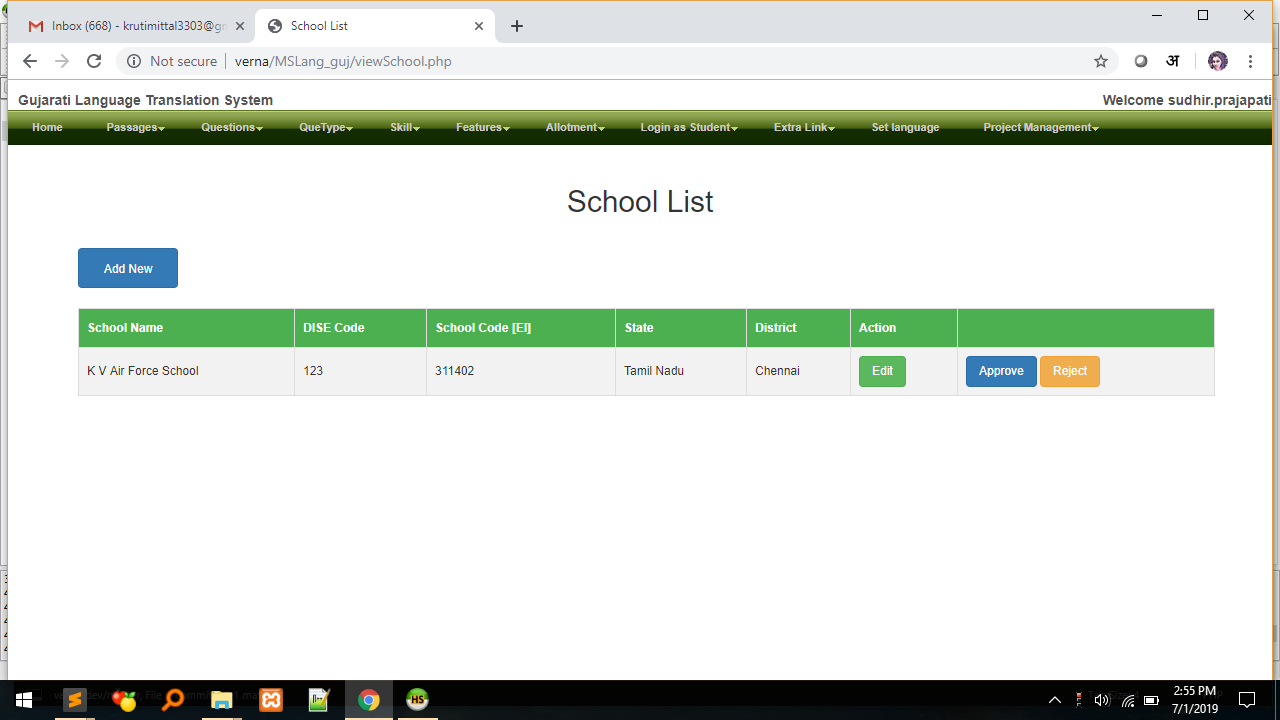 Inbox (668) - krutimittal3303@gr
School List
Not secure
verna/MSLang_guj/viewSchool.php
अ
Gujarati Language Translation System
Welcome sudhir.prajapati
Home Passages Questions QueType Skill Features Allotment Login as Student Extra Link Set language Project Management
School List
Add New
School Name DISE Code School Code [EI] State District Action
K V Air Force School 123 311402 Tamil Nadu Chennai Edit Approve Reject
HS
2:55 PM
7/1/2019